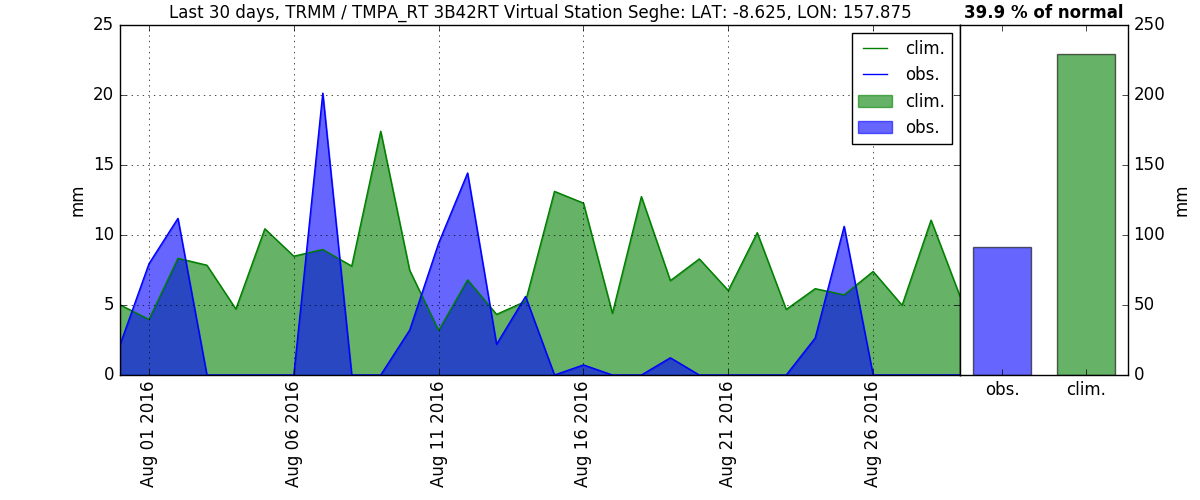 Last 30 days, TRMM / TMPA_RT 3B42RT Virtual Station Seghe: LAT: -8.625, LON: 157.875
39.9 % of normal
25
20
15
10
5
0
mm
clim.
obs.
clim.
obs.
Aug 01 2016
Aug 06 2016
Aug 11 2016
Aug 16 2016
Aug 21 2016
Aug 26 2016
250
200
150
100
50
0
mm
obs.
clim.